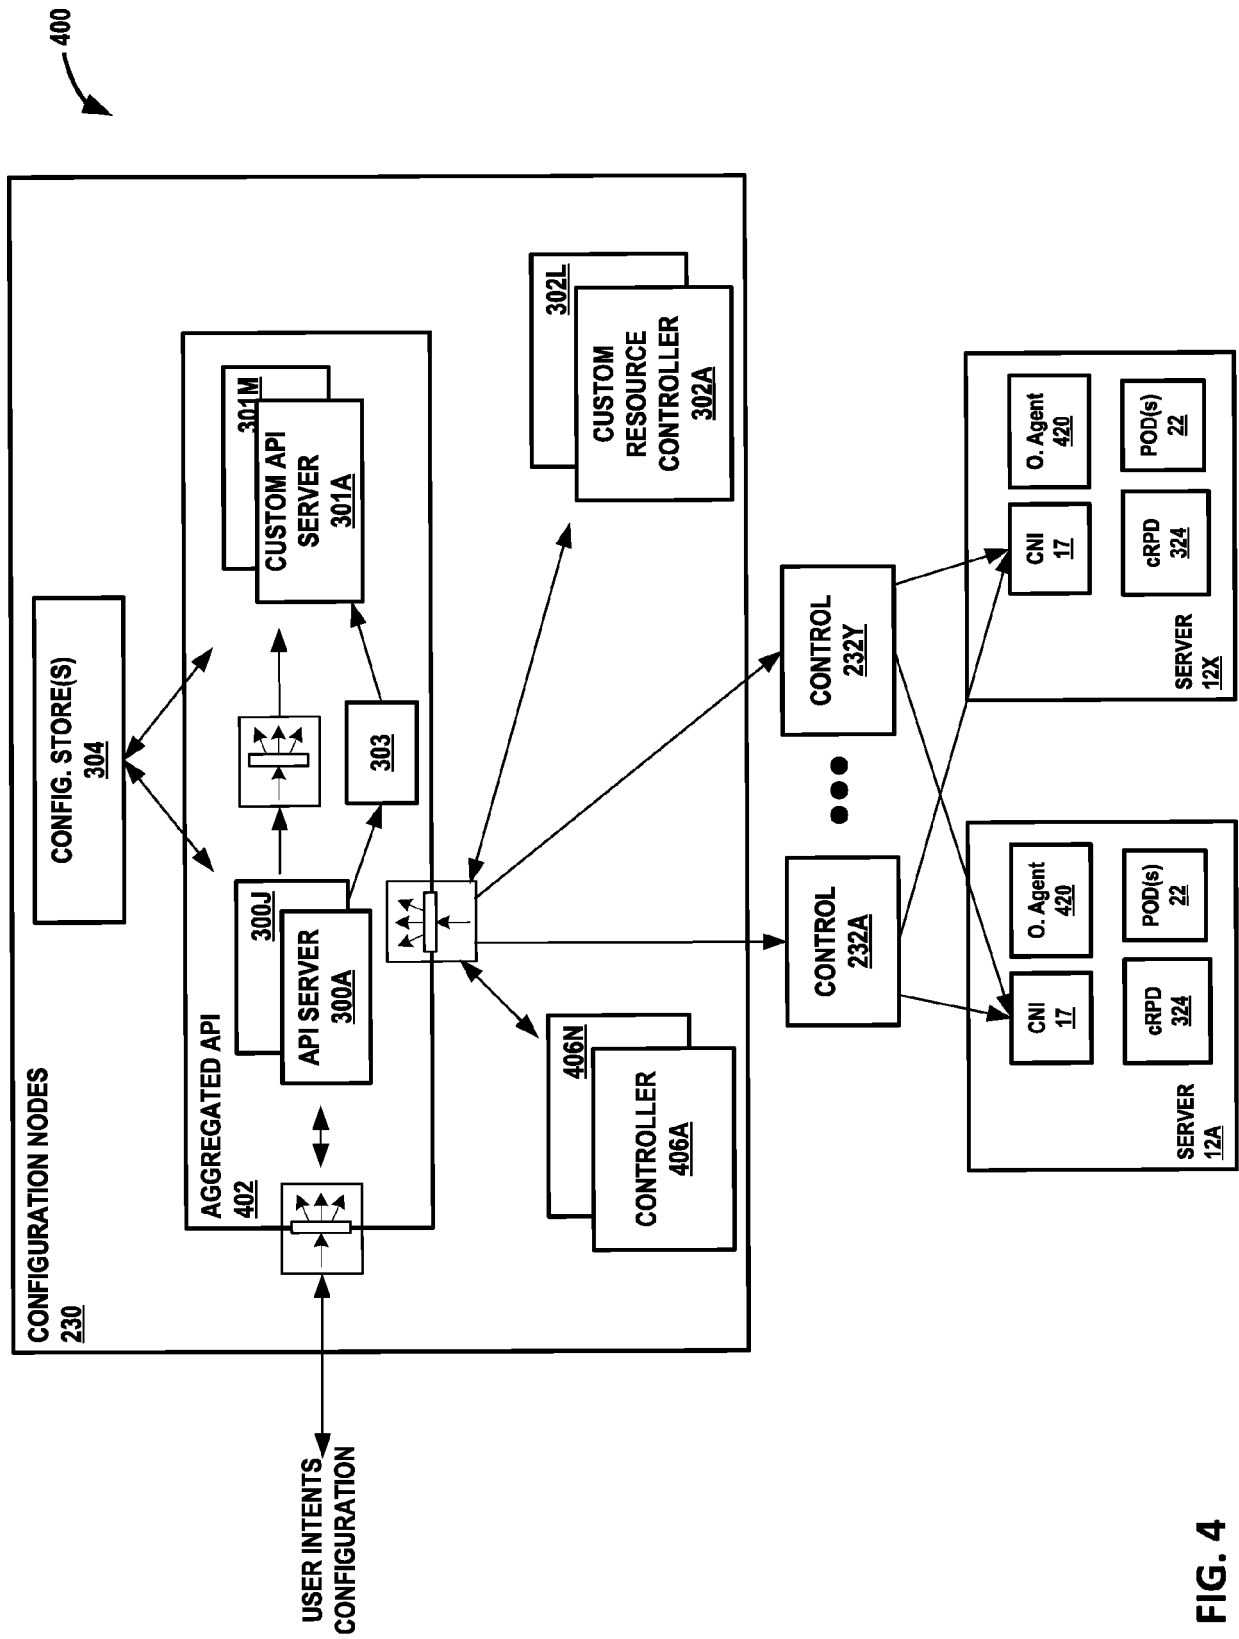 400
CONFIGURATION NODES
230
CONFIG. STORE(S)
304
AGGREGATED API
402
300J
API SERVER
300A
301M
CUSTOM API
SERVER
301A
303
USER INTENTS
CONFIGURATION
406N
CONTROLLER
406A
302L
CUSTOM
RESOURCE
CONTROLLER
302A
CONTROL
232A
CONTROL
232Y
CNI
17
O. Agent
420
cRPD
324
POD(s)
22
SERVER
12A
CNI
17
O. Agent
420
cRPD
324
POD(s)
22
SERVER
12X
FIG. 4